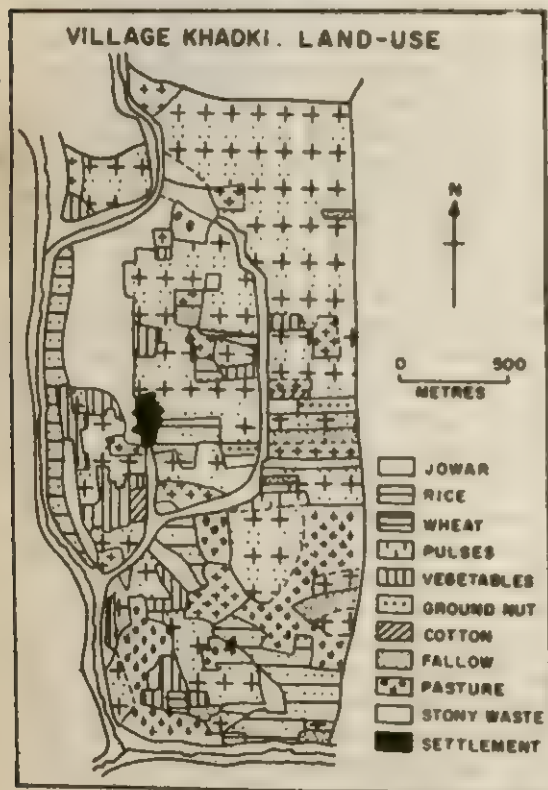 VILLAGE KHADKI. LAND-USE
N
0 500
METRES
JOWAR
RICE
WHEAT
PULSES
VEGETABLES
GROUND NUT
COTTON
FALLOW
PASTURE
STONY WASTE
SETTLEMENT